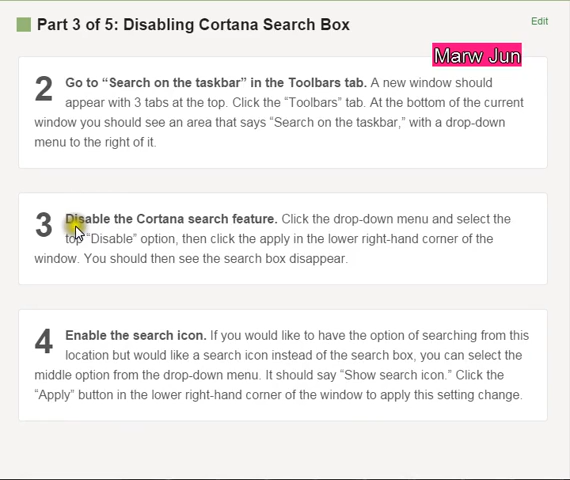 Part 3 of 5: Disabling Cortana Search Box
Edit
Marw Jun
2 Go to “Search on the taskbar” in the Toolbars tab. A new window should
appear with 3 tabs at the top. Click the “Toolbars” tab. At the bottom of the current
window you should see an area that says “Search on the taskbar,” with a drop-down
menu to the right of it.
3 Disable the Cortana search feature. Click the drop-down menu and select the
top “Disable” option, then click the apply in the lower right-hand corner of the
window. You should then see the search box disappear.
4 Enable the search icon. If you would like to have the option of searching from this
location but would like a search icon instead of the search box, you can select the
middle option from the drop-down menu. It should say “Show search icon.” Click the
“Apply” button in the lower right-hand corner of the window to apply this setting change.